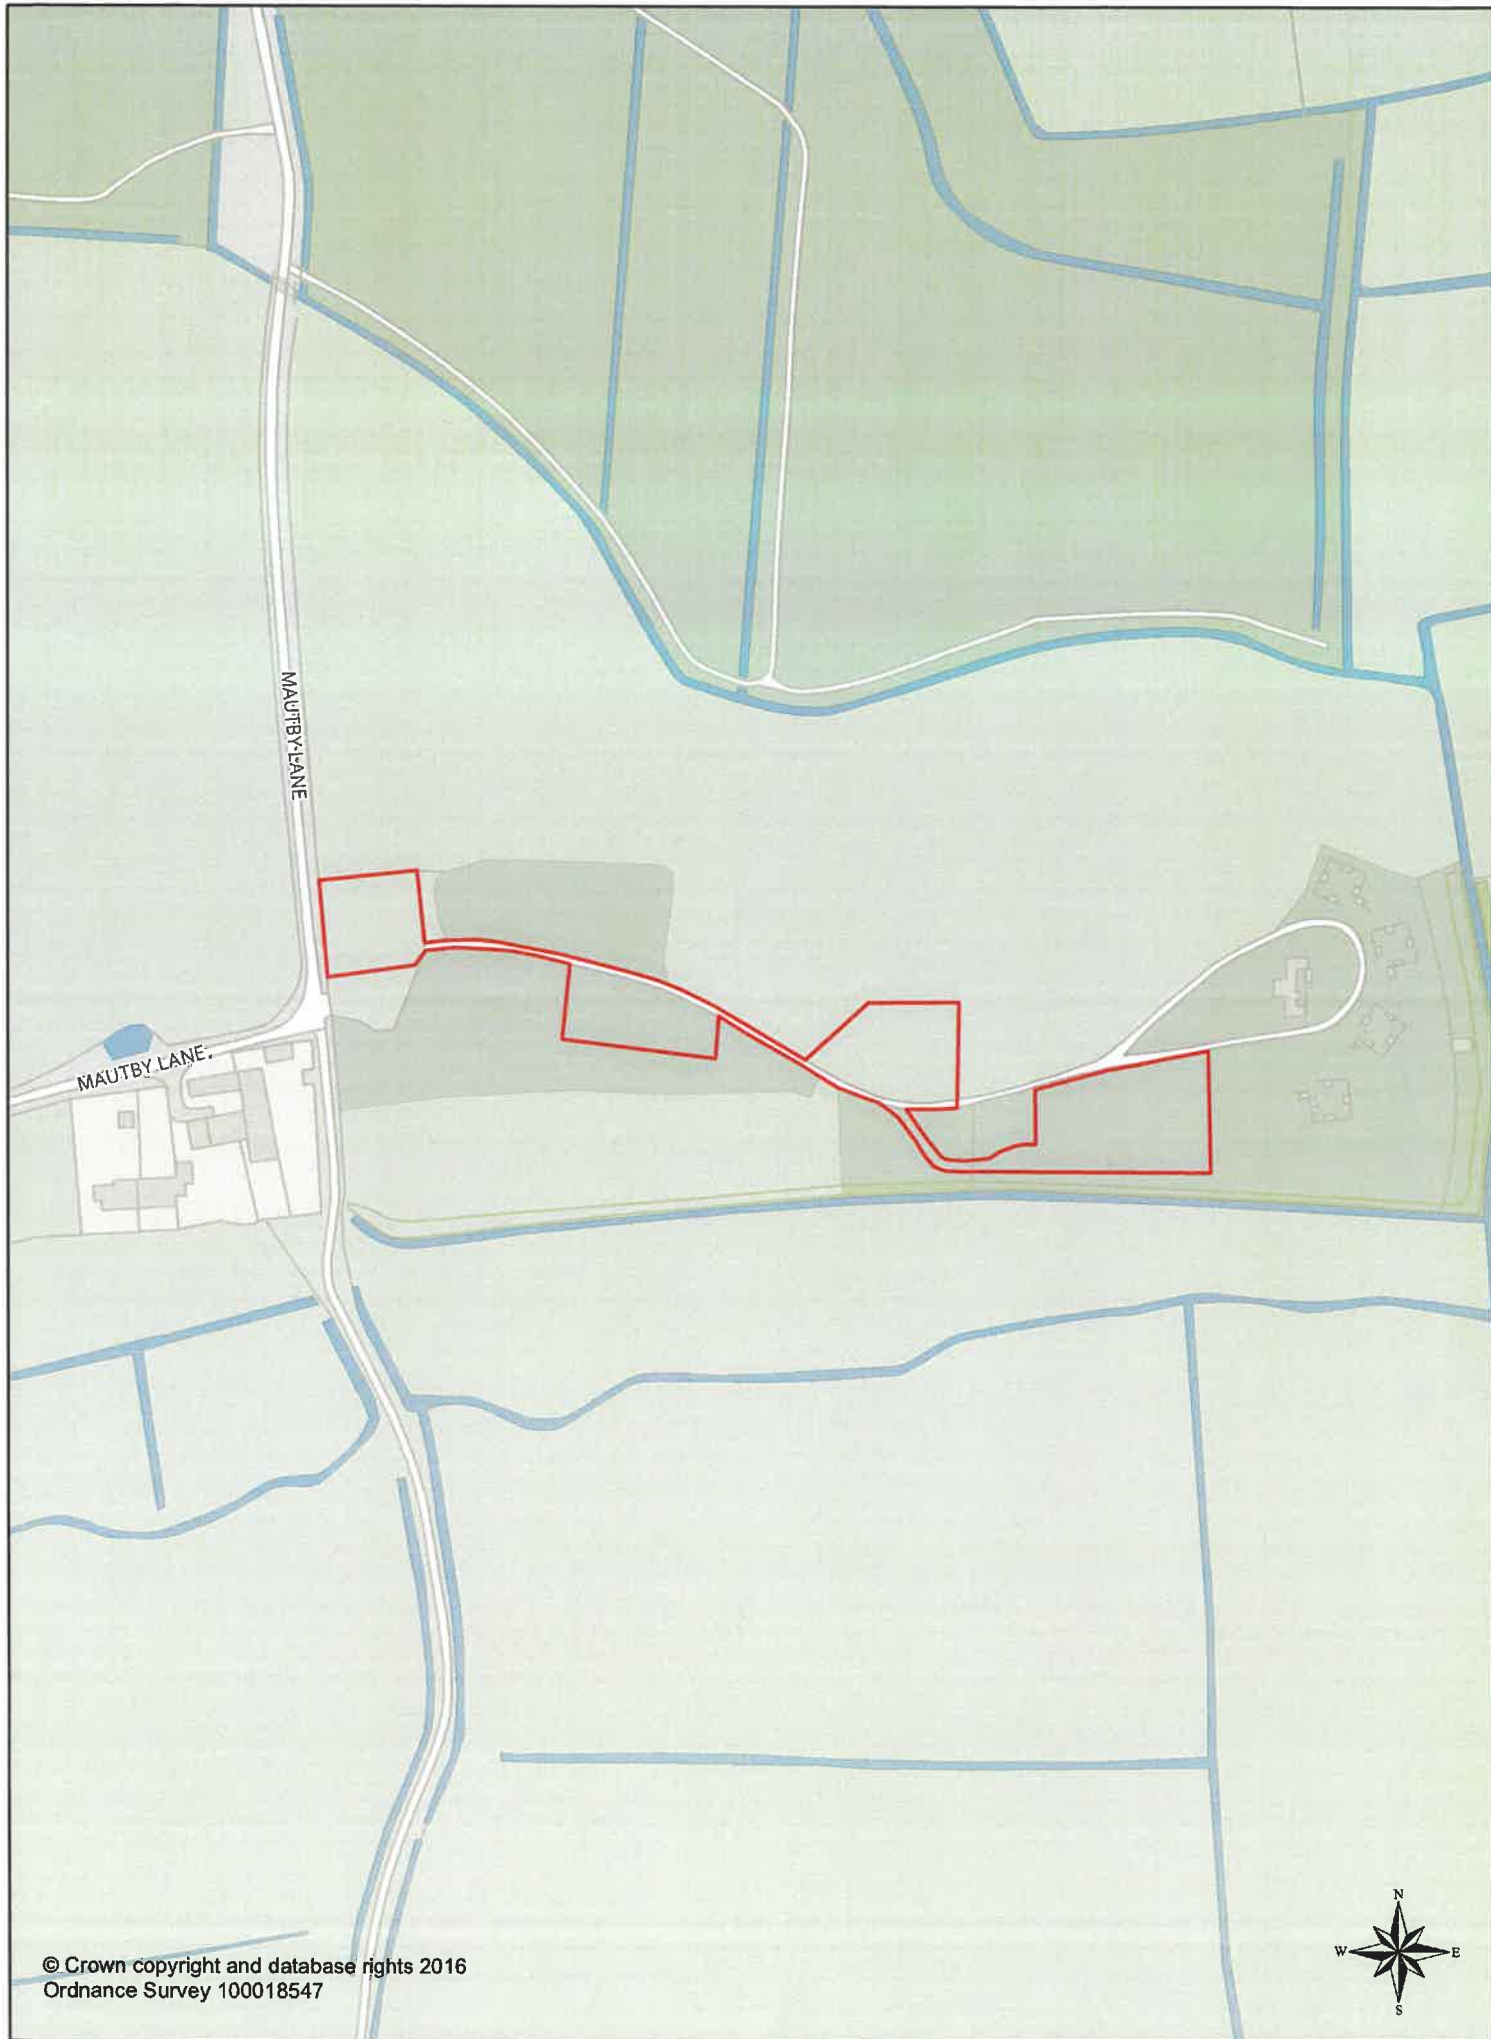 MAUTBY LANE
MAUTBY LANE
© Crown copyright and database rights 2016
Ordnance Survey 100018547
N
W
E
S